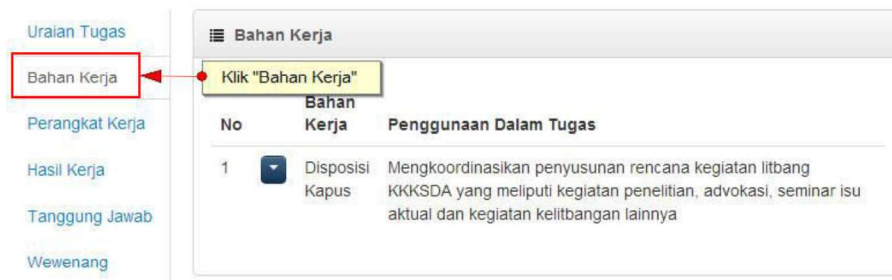 Uraian Tugas
Bahan Kerja
Perangkat Kerja
Hasil Kerja
Tanggung Jawab
Wewenang
Bahan Kerja
Klik "Bahan Kerja"
No
Bahan
Kerja
Penggunaan Dalam Tugas
1
Disposisi
Kapus
Mengkoordinasikan penyusunan rencana kegiatan litbang
KKKSDA yang meliputi kegiatan penelitian, advokasi, seminar isu
aktual dan kegiatan kelitbangan lainnya